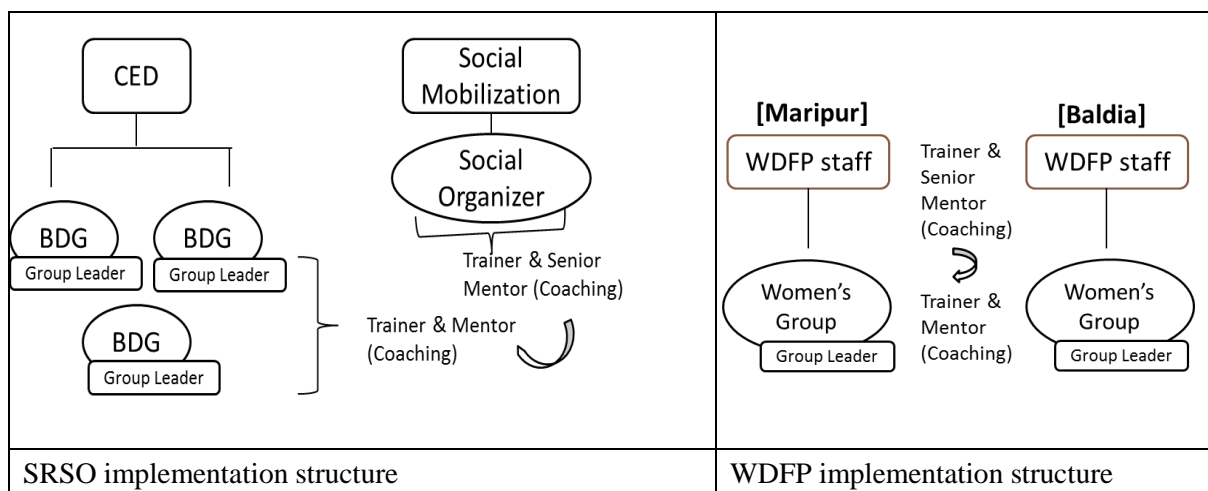 CED
BDG
Group Leader
BDG
Group Leader
BDG
Group Leader
Social
Mobilization
Social
Organizer
Trainer & Senior
Mentor (Coaching)
Trainer & Mentor
(Coaching)
SRSO implementation structure
[Maripur]
WDFP staff
Women's
Group
Group Leader
Trainer &
Senior
Mentor
(Coaching)
Trainer &
Mentor
(Coaching)
[Baldia]
WDFP staff
Women's
Group
Group Leader
WDFP implementation structure